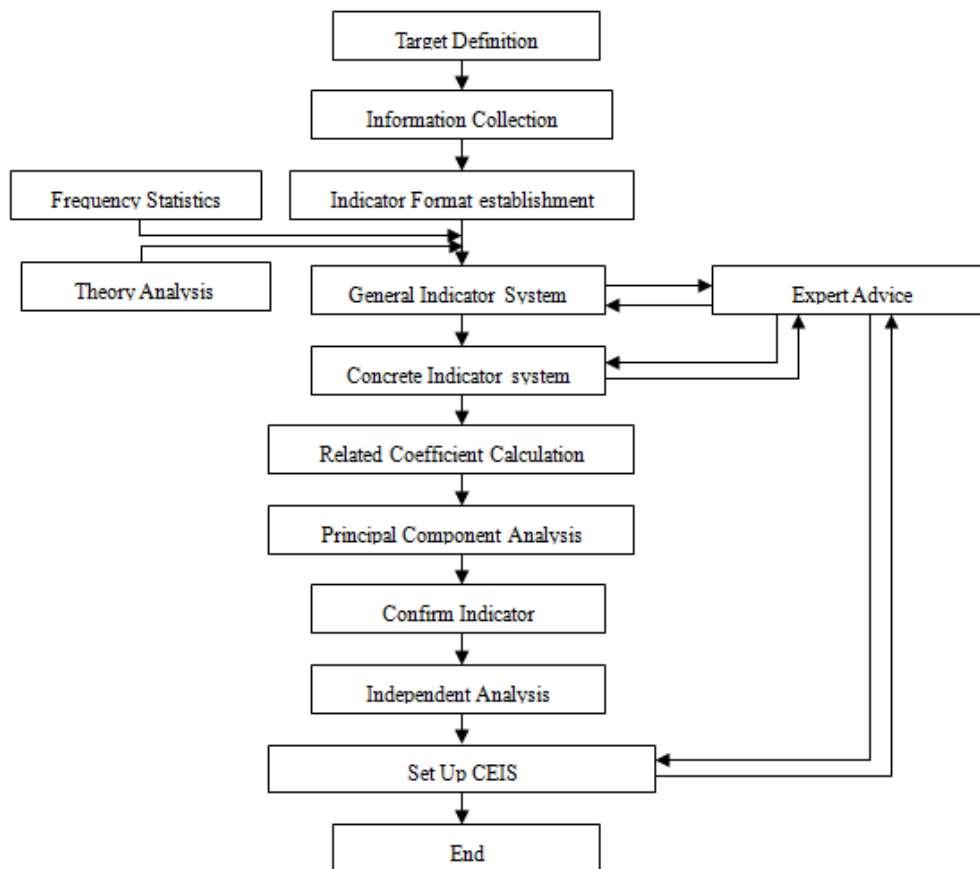 Target Definition
Information Collection
Frequency Statistics
Indicator Format establishment
Theory Analysis
General Indicator System
Expert Advice
Concrete Indicator system
Related Coefficient Calculation
Principal Component Analysis
Confirm Indicator
Independent Analysis
Set Up CEIS
End